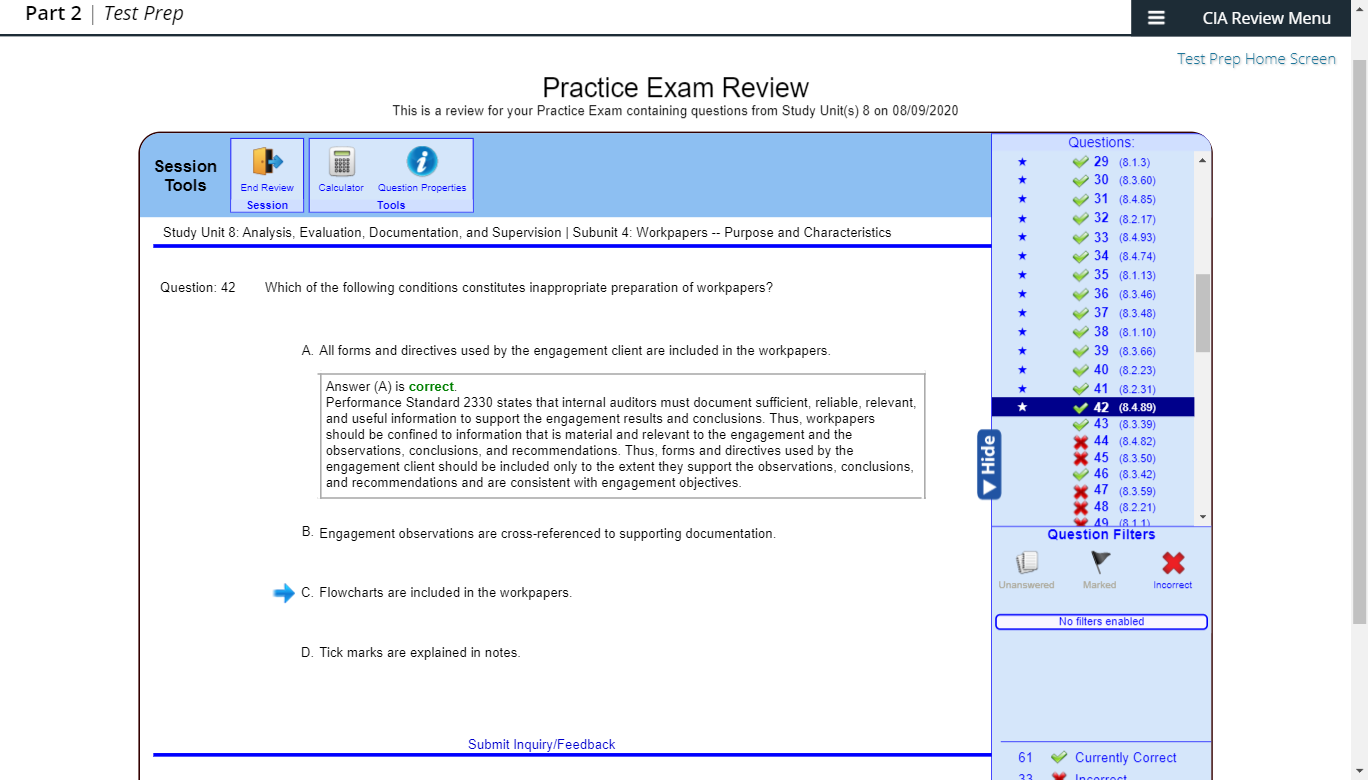 Part 2 | Test Prep
CIA Review Menu
Test Prep Home Screen
Practice Exam Review
This is a review for your Practice Exam containing questions from Study Unit(s) 8 on 08/09/2020
Session
Tools
End Review
Session
Calculator
Question Properties
Tools
Study Unit 8: Analysis, Evaluation, Documentation, and Supervision | Subunit 4: Workpapers -- Purpose and Characteristics
Question: 42
Which of the following conditions constitutes inappropriate preparation of workpapers?
A. All forms and directives used by the engagement client are included in the workpapers.
Answer (A) is correct.
Performance Standard 2330 states that internal auditors must document sufficient, reliable, relevant,
and useful information to support the engagement results and conclusions. Thus, workpapers
should be confined to information that is material and relevant to the engagement and the
observations, conclusions, and recommendations. Thus, forms and directives used by the
engagement client should be included only to the extent they support the observations, conclusions,
and recommendations and are consistent with engagement objectives.
B. Engagement observations are cross-referenced to supporting documentation.
C. Flowcharts are included in the workpapers.
D. Tick marks are explained in notes.
Submit Inquiry/Feedback
Questions:
29 (8.1.3)
30 (8.3.60)
31 (8.4.85)
32 (8.2.17)
33 (8.4.93)
34 (8.4.74)
35 (8.1.13)
36 (8.3.46)
37 (8.3.48)
38 (8.1.10)
39 (8.3.66)
40 (8.2.23)
41 (8.2.31)
42 (8.4.89)
43 (8.3.39)
44 (8.4.82)
45 (8.3.50)
46 (8.3.42)
47 (8.3.59)
48 (8.2.21)
49 (8.1.1)
Hide
Question Filters
Unanswered
Marked
Incorrect
No filters enabled
61 Currently Correct
33 Incorrect